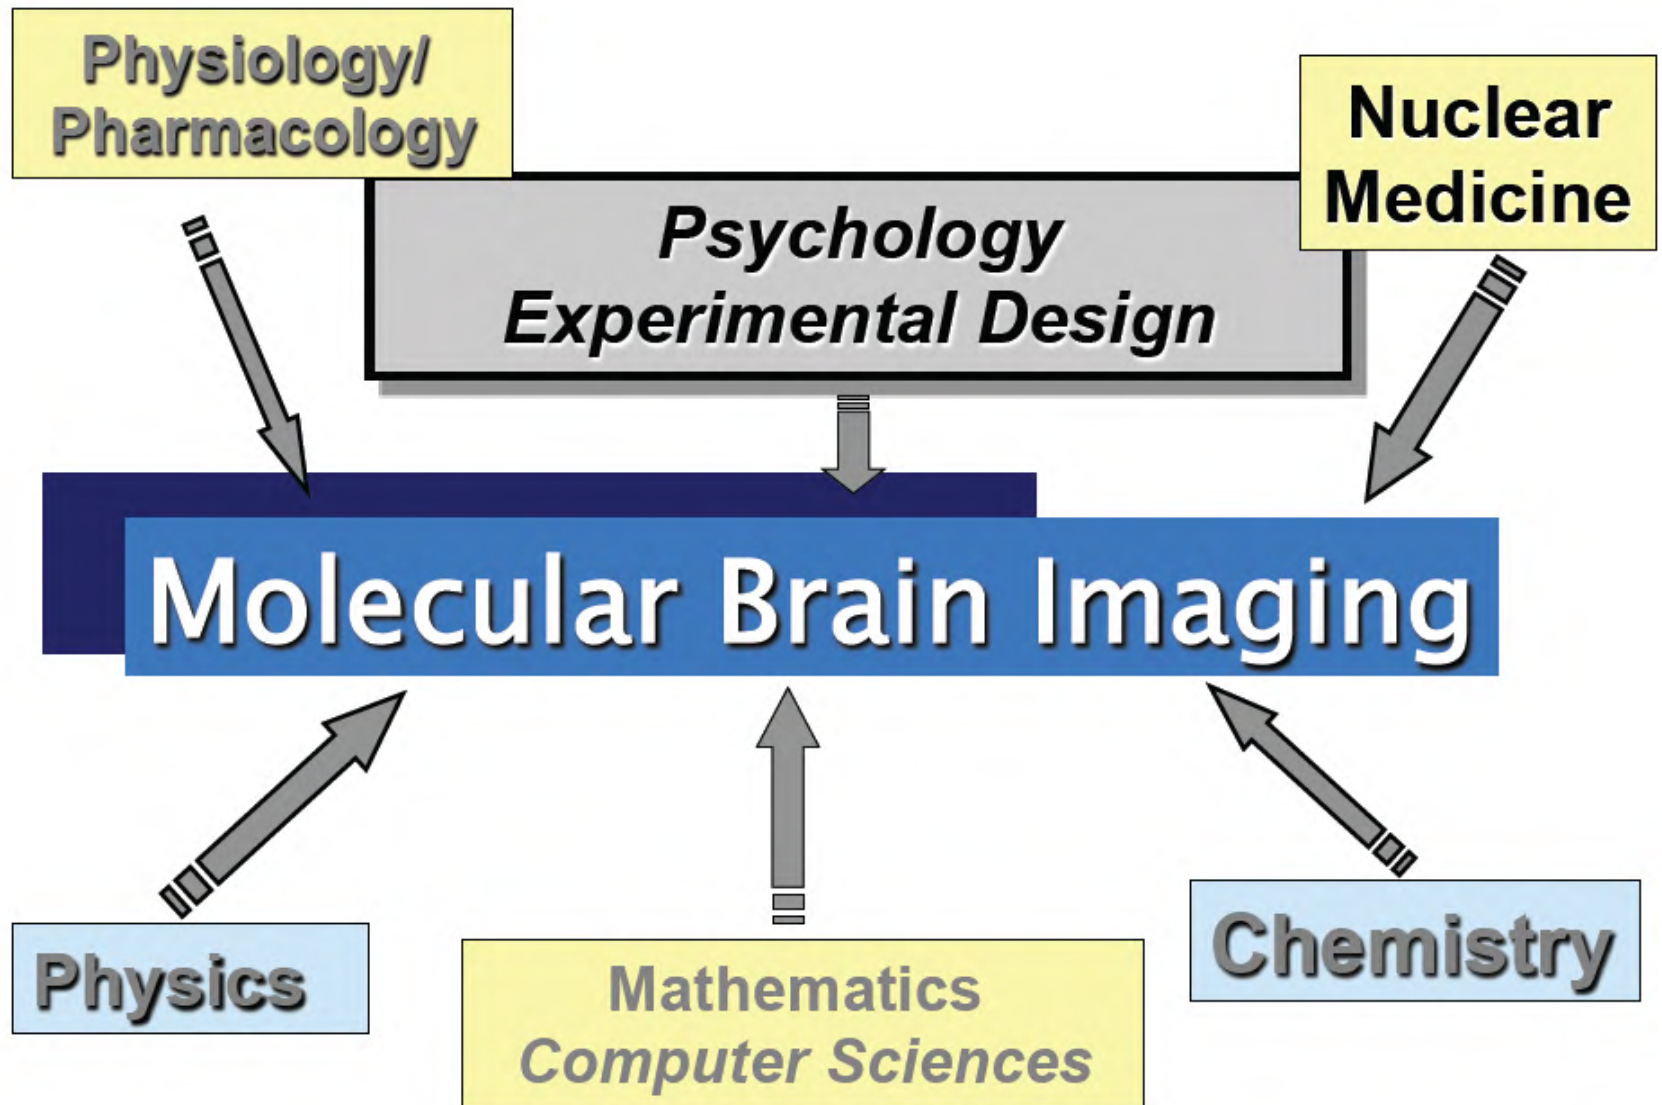 Physiology/
Pharmacology
Nuclear
Medicine
Psychology
Experimental Design
Molecular Brain Imaging
Physics
Mathematics
Computer Sciences
Chemistry